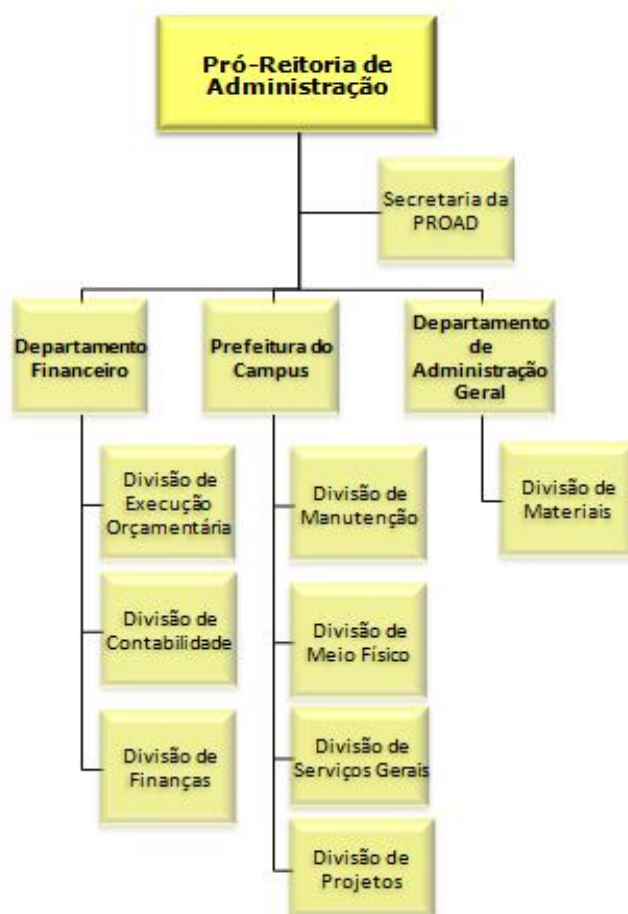 Pró-Reitoria de
Administração
Secretaria da
PROAD
Departamento
Financeiro
Prefeitura do
Campus
Departamento
de
Administração
Geral
Divisão de
Execução
Orçamentária
Divisão de
Contabilidade
Divisão de
Finanças
Divisão de
Manutenção
Divisão de
Meio Físico
Divisão de
Serviços Gerais
Divisão de
Projetos
Divisão de
Materiais